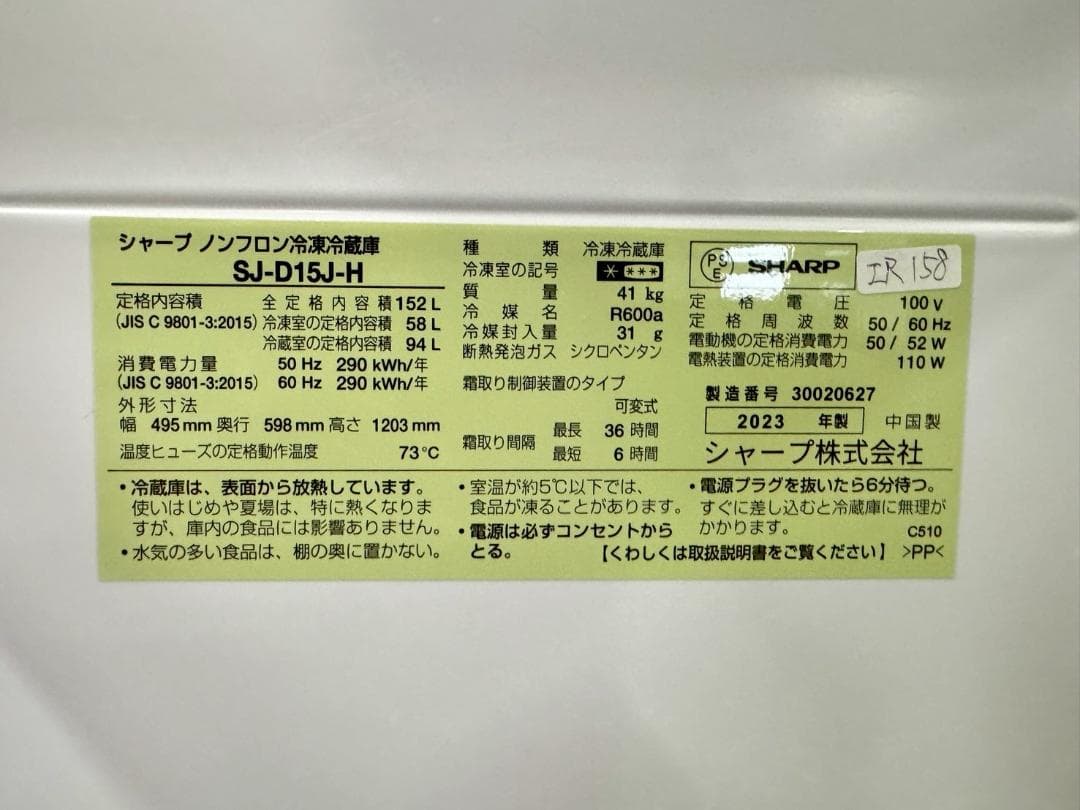 シャープ ノンフロン冷凍冷蔵庫
SJ-D15J-H
定格内容積 全定格内容積 152 L
(JIS C 9801-3:2015) 冷凍室の定格内容積 58 L
冷蔵室の定格内容積 94 L
消費電力量 50 Hz 290 kWh/年
(JIS C 9801-3:2015) 60 Hz 290 kWh/年
外形寸法
幅 495 mm 奥行 598 mm 高さ 1203 mm
温度ヒューズの定格動作温度 73℃
種類 冷凍冷蔵庫
冷凍室の記号 * ***
質量 41 kg
冷媒名 R600a
冷媒封入量 31 g
断熱発泡ガス シクロペンタン
霜取り制御装置のタイプ
可変式
霜取り間隔 最長 36 時間
最短 6 時間
PSE SHARP
IR158
定格電圧 100 V
定格周波数 50 / 60 Hz
電動機の定格消費電力 50 / 52 W
電熱装置の定格消費電力 110 W
製造番号 30020627
2023 年製 中国製
シャープ株式会社
・冷蔵庫は、表面から放熱しています。
使いはじめや夏場は、特に熱くなりま
すが、庫内の食品には影響ありません。
・水気の多い食品は、棚の奥に置かない。
・室温が約5℃以下では、
食品が凍ることがあります。
・電源は必ずコンセントから
とる。
・電源プラグを抜いたら6分待つ。
すぐに差し込むと冷蔵庫に無理が
かかります。 C510
【くわしくは取扱説明書をご覧ください】 >PP<